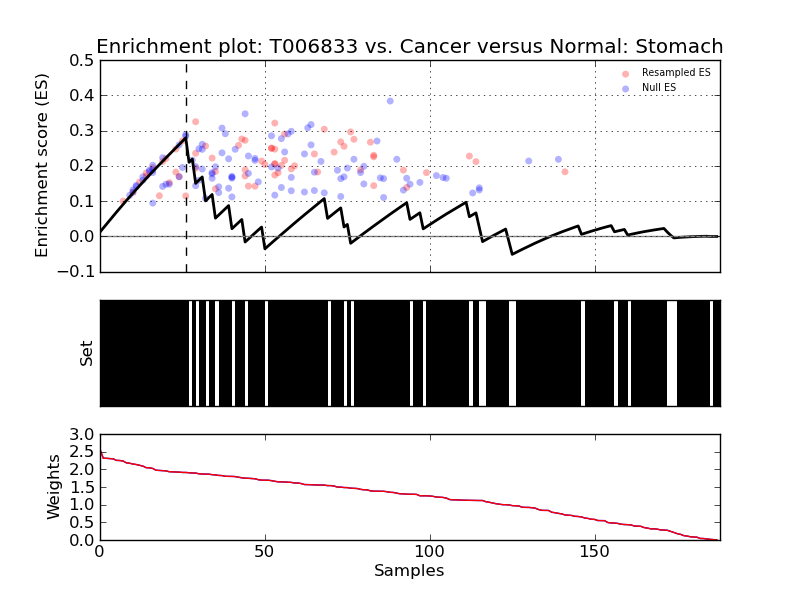 Enrichment plot: T006833 vs. Cancer versus Normal: Stomach
Enrichment score (ES)
0.5
0.4
0.3
0.2
0.1
0.0
−0.1
Resampled ES
Null ES
Set
Weights
3.0
2.5
2.0
1.5
1.0
0.5
0.0
0 50 100 150
Samples